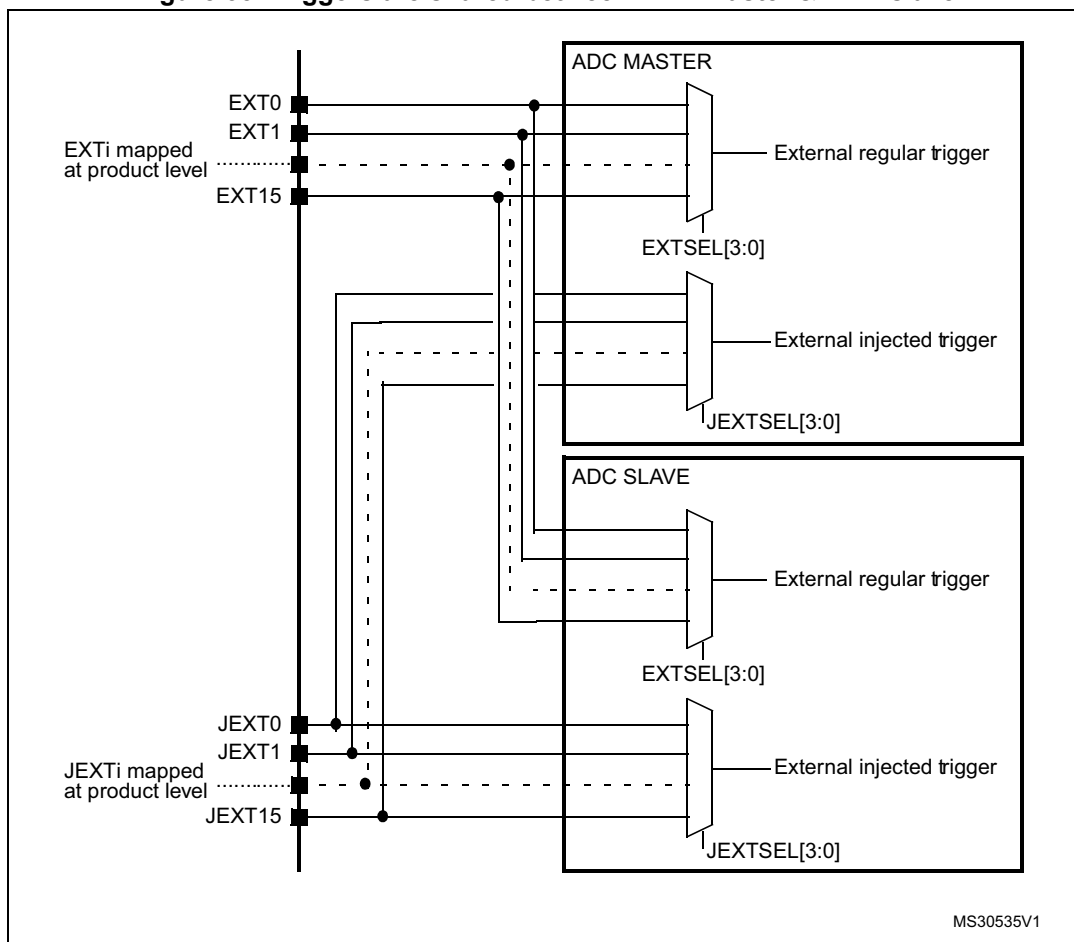 ADC MASTER
EXT0
EXT1
EXTi mapped
at product level
EXT15
External regular trigger
EXTSEL[3:0]
External injected trigger
JEXTSEL[3:0]
ADC SLAVE
External regular trigger
EXTSEL[3:0]
JEXT0
JEXT1
JEXTi mapped
at product level
JEXT15
External injected trigger
JEXTSEL[3:0]
MS30535V1